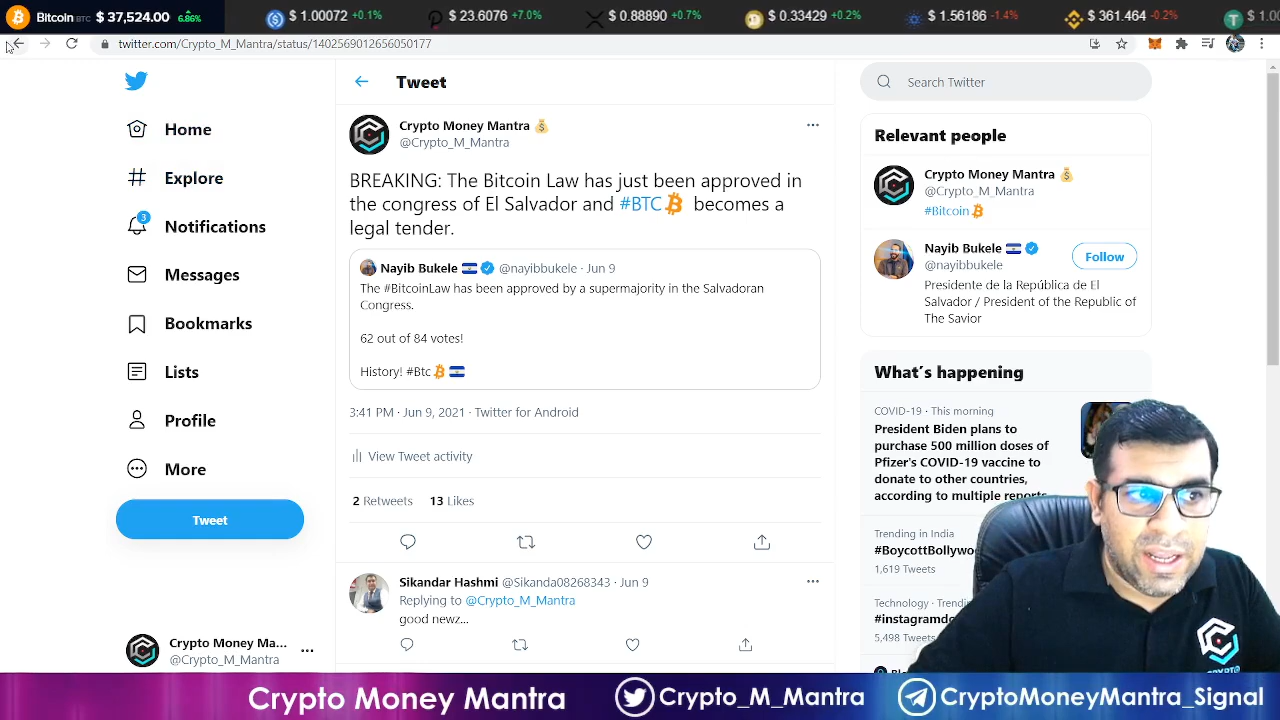 Bitcoin BTC $ 37,524.00 6.86%
$ 1.00072 +0.1%
$ 23.6076 +7.0%
$ 0.88890 +0.7%
$ 0.33429 +0.2%
$ 1.56186 -1.4%
$ 361.464 -0.2%
$ 1.00
twitter.com/Crypto_M_Mantra/status/1402569012656050177
Home
Explore
3
Notifications
Messages
Bookmarks
Lists
Profile
More
Tweet
Crypto Money Ma...
@Crypto_M_Mantra
Tweet
Crypto Money Mantra 💰
@Crypto_M_Mantra
BREAKING: The Bitcoin Law has just been approved in
the congress of El Salvador and #BTC becomes a
legal tender.
Nayib Bukele 🇸🇻 @nayibbukele · Jun 9
The #BitcoinLaw has been approved by a supermajority in the Salvadoran
Congress.
62 out of 84 votes!
History! #Btc 🇸🇻
3:41 PM · Jun 9, 2021 · Twitter for Android
View Tweet activity
2 Retweets 13 Likes
Sikandar Hashmi @Sikanda08268343 · Jun 9
Replying to @Crypto_M_Mantra
good newz...
Search Twitter
Relevant people
Crypto Money Mantra 💰
@Crypto_M_Mantra
#Bitcoin
Nayib Bukele 🇸🇻
@nayibbukele
Follow
Presidente de la República de El
Salvador / President of the Republic of
The Savior
What's happening
COVID-19 · This morning
President Biden plans to
purchase 500 million doses of
Pfizer's COVID-19 vaccine to
donate to other countries,
according to multiple reports
Trending in India
#BoycottBollywo
1,619 Tweets
Technology · Trendi
#instagramdo
5,498 Tweets
CRYPTO
Crypto Money Mantra
Crypto_M_Mantra
CryptoMoneyMantra_Signal